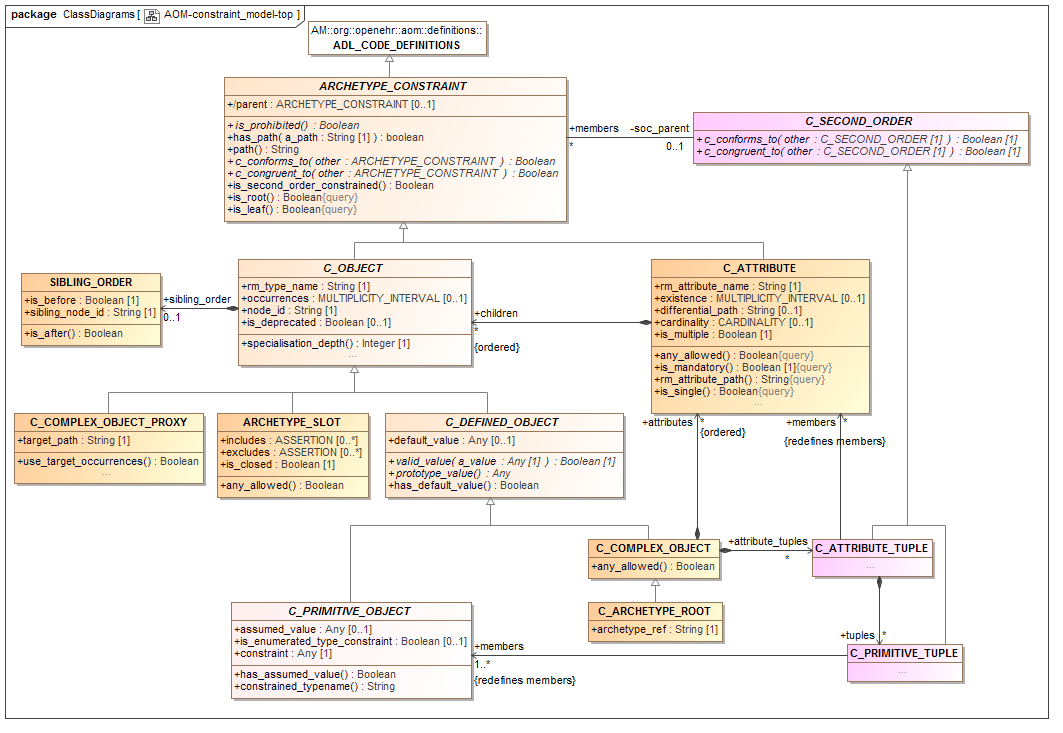 package ClassDiagrams [ AOM-constraint_model-top ]
AM::org::openehr::aom::definitions::
ADL_CODE_DEFINITIONS
ARCHETYPE_CONSTRAINT
+/parent : ARCHETYPE_CONSTRAINT [0..1]
+is_prohibited() : Boolean
+has_path( a_path : String [1] ) : boolean
+path() : String
+c_conforms_to( other : ARCHETYPE_CONSTRAINT ) : Boolean
+c_congruent_to( other : ARCHETYPE_CONSTRAINT ) : Boolean
+is_second_order_constrained() : Boolean
+is_root() : Boolean{query}
+is_leaf() : Boolean{query}
+members
*
-soc_parent
0..1
C_SECOND_ORDER
+c_conforms_to( other : C_SECOND_ORDER [1] ) : Boolean [1]
+c_congruent_to( other : C_SECOND_ORDER [1] ) : Boolean [1]
SIBLING_ORDER
+is_before : Boolean [1]
+sibling_node_id : String [1]
+is_after() : Boolean
+sibling_order
0..1
C_OBJECT
+rm_type_name : String [1]
+occurrences : MULTIPLICITY_INTERVAL [0..1]
+node_id : String [1]
+is_deprecated : Boolean [0..1]
+specialisation_depth() : Integer [1]
...
+children
*
{ordered}
C_ATTRIBUTE
+rm_attribute_name : String [1]
+existence : MULTIPLICITY_INTERVAL [0..1]
+differential_path : String [0..1]
+cardinality : CARDINALITY [0..1]
+is_multiple : Boolean [1]
+any_allowed() : Boolean{query}
+is_mandatory() : Boolean [1]{query}
+rm_attribute_path() : String{query}
+is_single() : Boolean{query}
...
C_COMPLEX_OBJECT_PROXY
+target_path : String [1]
+use_target_occurrences() : Boolean
...
ARCHETYPE_SLOT
+includes : ASSERTION [0..*]
+excludes : ASSERTION [0..*]
+is_closed : Boolean [1]
+any_allowed() : Boolean
C_DEFINED_OBJECT
+default_value : Any [0..1]
+valid_value( a_value : Any [1] ) : Boolean [1]
+prototype_value() : Any
+has_default_value() : Boolean
+attributes
*
{ordered}
+members
*
{redefines members}
C_COMPLEX_OBJECT
+any_allowed() : Boolean
+attribute_tuples
*
C_ATTRIBUTE_TUPLE
...
C_ARCHETYPE_ROOT
+archetype_ref : String [1]
C_PRIMITIVE_OBJECT
+assumed_value : Any [0..1]
+is_enumerated_type_constraint : Boolean [0..1]
+constraint : Any [1]
+has_assumed_value() : Boolean
+constrained_typename() : String
+members
1..*
{redefines members}
+tuples
*
C_PRIMITIVE_TUPLE
...